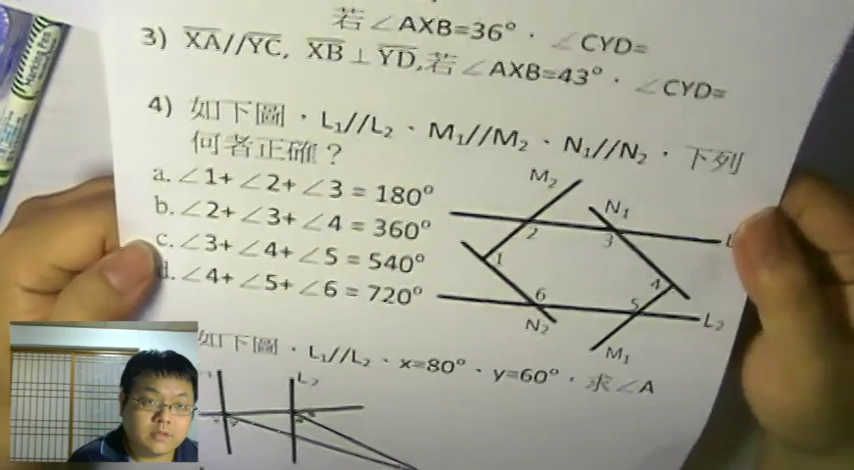 若∠AXB=36°，∠CYD=
3) XA//YC, XB⊥YD,若∠AXB=43°，∠CYD=
4) 如下圖，L₁//L₂、M₁//M₂、N₁//N₂，下列
何者正確？
a.∠1+∠2+∠3=180°
b.∠2+∠3+∠4=360°
c.∠3+∠4+∠5=540°
d.∠4+∠5+∠6=720°
M₂
N₁
2
3
1
4
6
5
L₂
N₂
M₁
如下圖，L₁//L₂、x=80°，y=60°，求∠A
L₂
Marking Pen